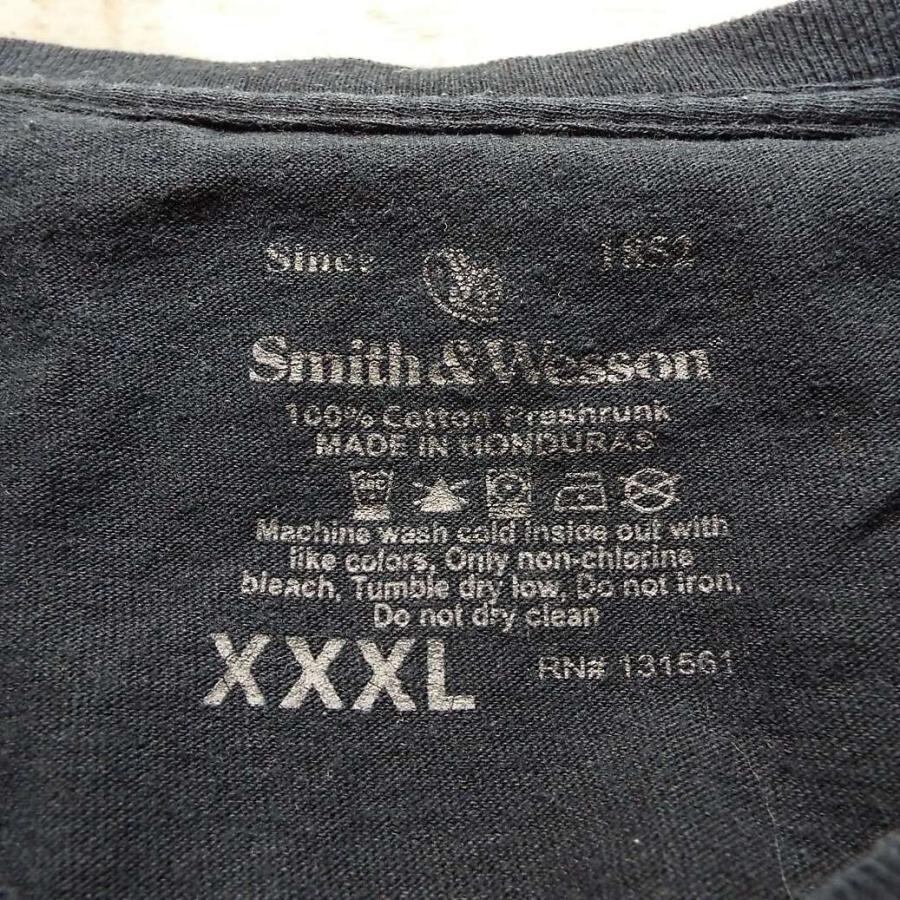 Since 1852
Smith & Wesson
100% Cotton Preshrunk
MADE IN HONDURAS
Machine wash cold inside out with
like colors. Only non-chlorine
bleach. Tumble dry low. Do not iron.
Do not dry clean
XXXL RN# 131561